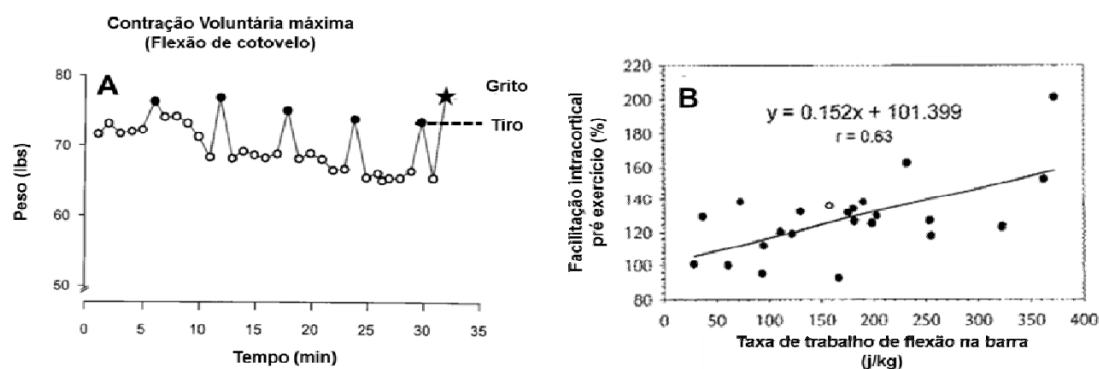 Contração Voluntária máxima
(Flexão de cotovelo)
A
Grito
Tiro
Peso (lbs)
80
70
60
50
0 5 10 15 20 25 30 35
Tempo (min)
B
y = 0.152x + 101.399
r = 0.63
Facilitação intracortical
pré exercício (%)
220
200
180
160
140
120
100
80
0 50 100 150 200 250 300 350 400
Taxa de trabalho de flexão na barra
(j/kg)